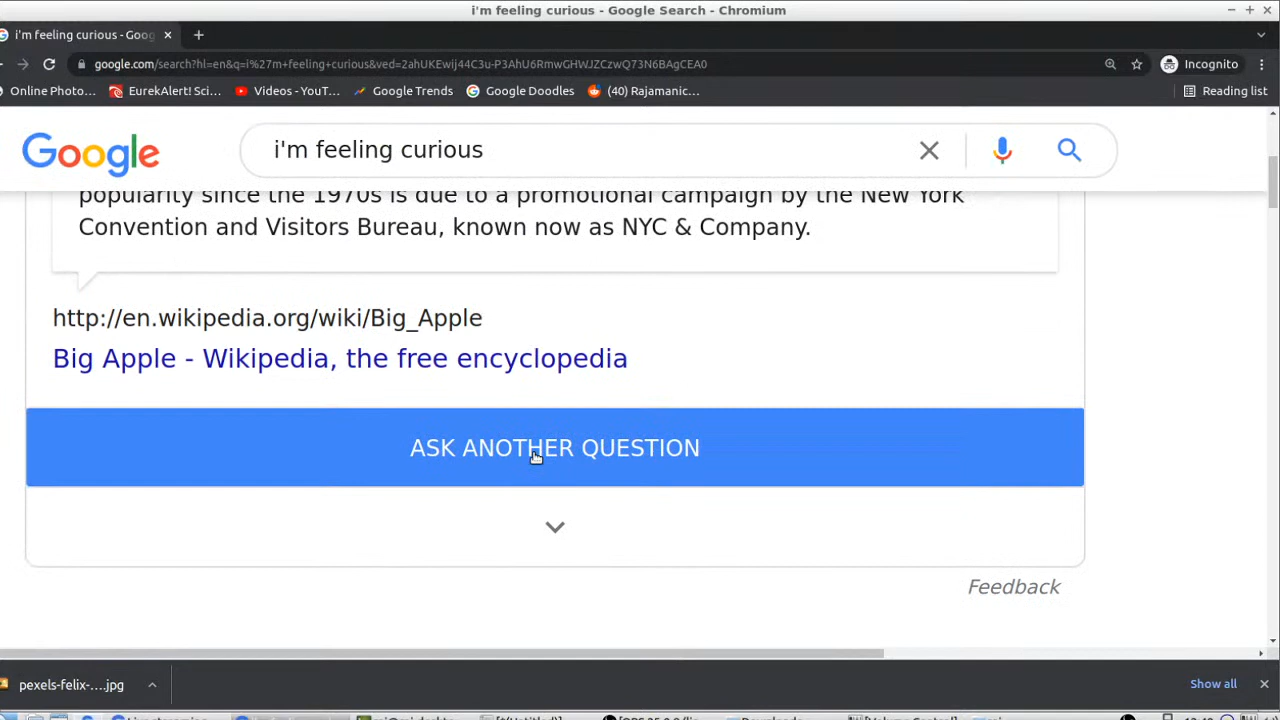 i'm feeling curious - Google Search - Chromium
i'm feeling curious - Goog
google.com/search?hl=en&q=i%27m+feeling+curious&ved=2ahUKEwij44C3u-P3AhU6RmwGHWJZCzwQ73N6BAgCEA0
Incognito
Online Photo... EurekAlert! Sci... Videos - YouT... Google Trends Google Doodles (40) Rajamanic... Reading list
Google i'm feeling curious
popularity since the 1970s is due to a promotional campaign by the New York
Convention and Visitors Bureau, known now as NYC & Company.
http://en.wikipedia.org/wiki/Big_Apple
Big Apple - Wikipedia, the free encyclopedia
ASK ANOTHER QUESTION
Feedback
pexels-felix-....jpg Show all